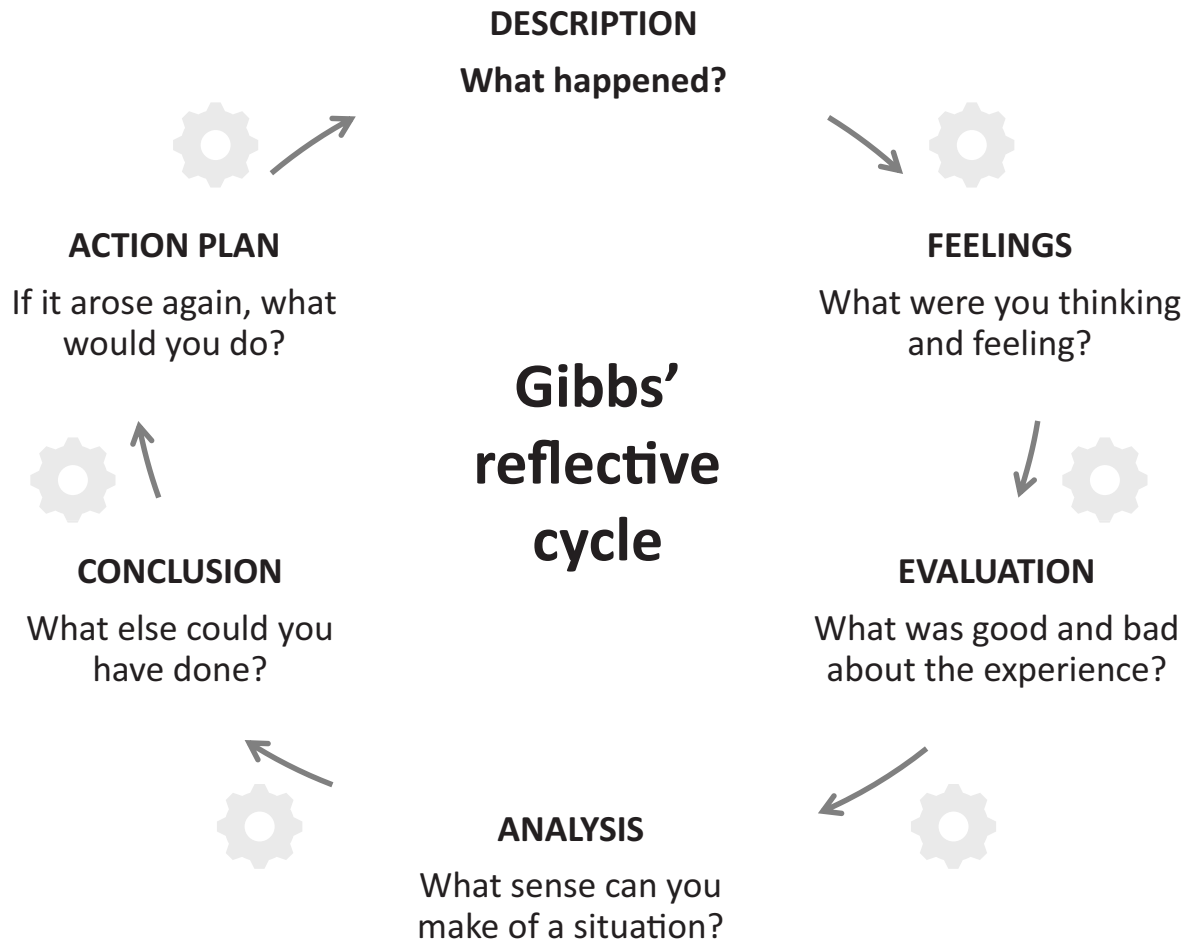 DESCRIPTION
What happened?
FEELINGS
What were you thinking
and feeling?
EVALUATION
What was good and bad
about the experience?
ANALYSIS
What sense can you
make of a situation?
CONCLUSION
What else could you
have done?
ACTION PLAN
If it arose again, what
would you do?
Gibbs’
reflective
cycle